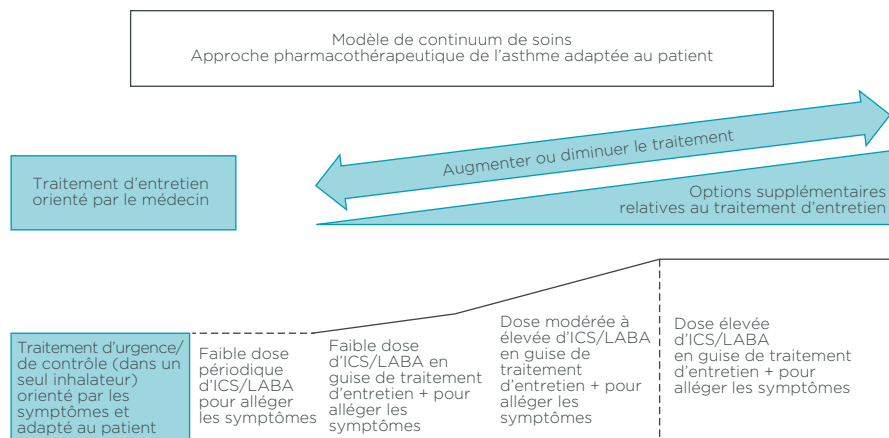 Modèle de continuum de soins
Approche pharmacothérapeutique de l'asthme adaptée au patient
Augmenter ou diminuer le traitement
Traitement d'entretien
orienté par le médecin
Options supplémentaires
relatives au traitement d'entretien
Traitement d'urgence/
de contrôle (dans un
seul inhalateur)
orienté par les
symptômes et
adapté au patient
Faible dose
périodique
d'ICS/LABA
pour alléger
les symptômes
Faible dose
d'ICS/LABA en
guise de traitement
d'entretien + pour
alléger les
symptômes
Dose modérée à
élevée d'ICS/LABA
en guise de
traitement
d'entretien + pour
alléger les
symptômes
Dose élevée
d'ICS/LABA
en guise de traitement
d'entretien + pour
alléger les symptômes